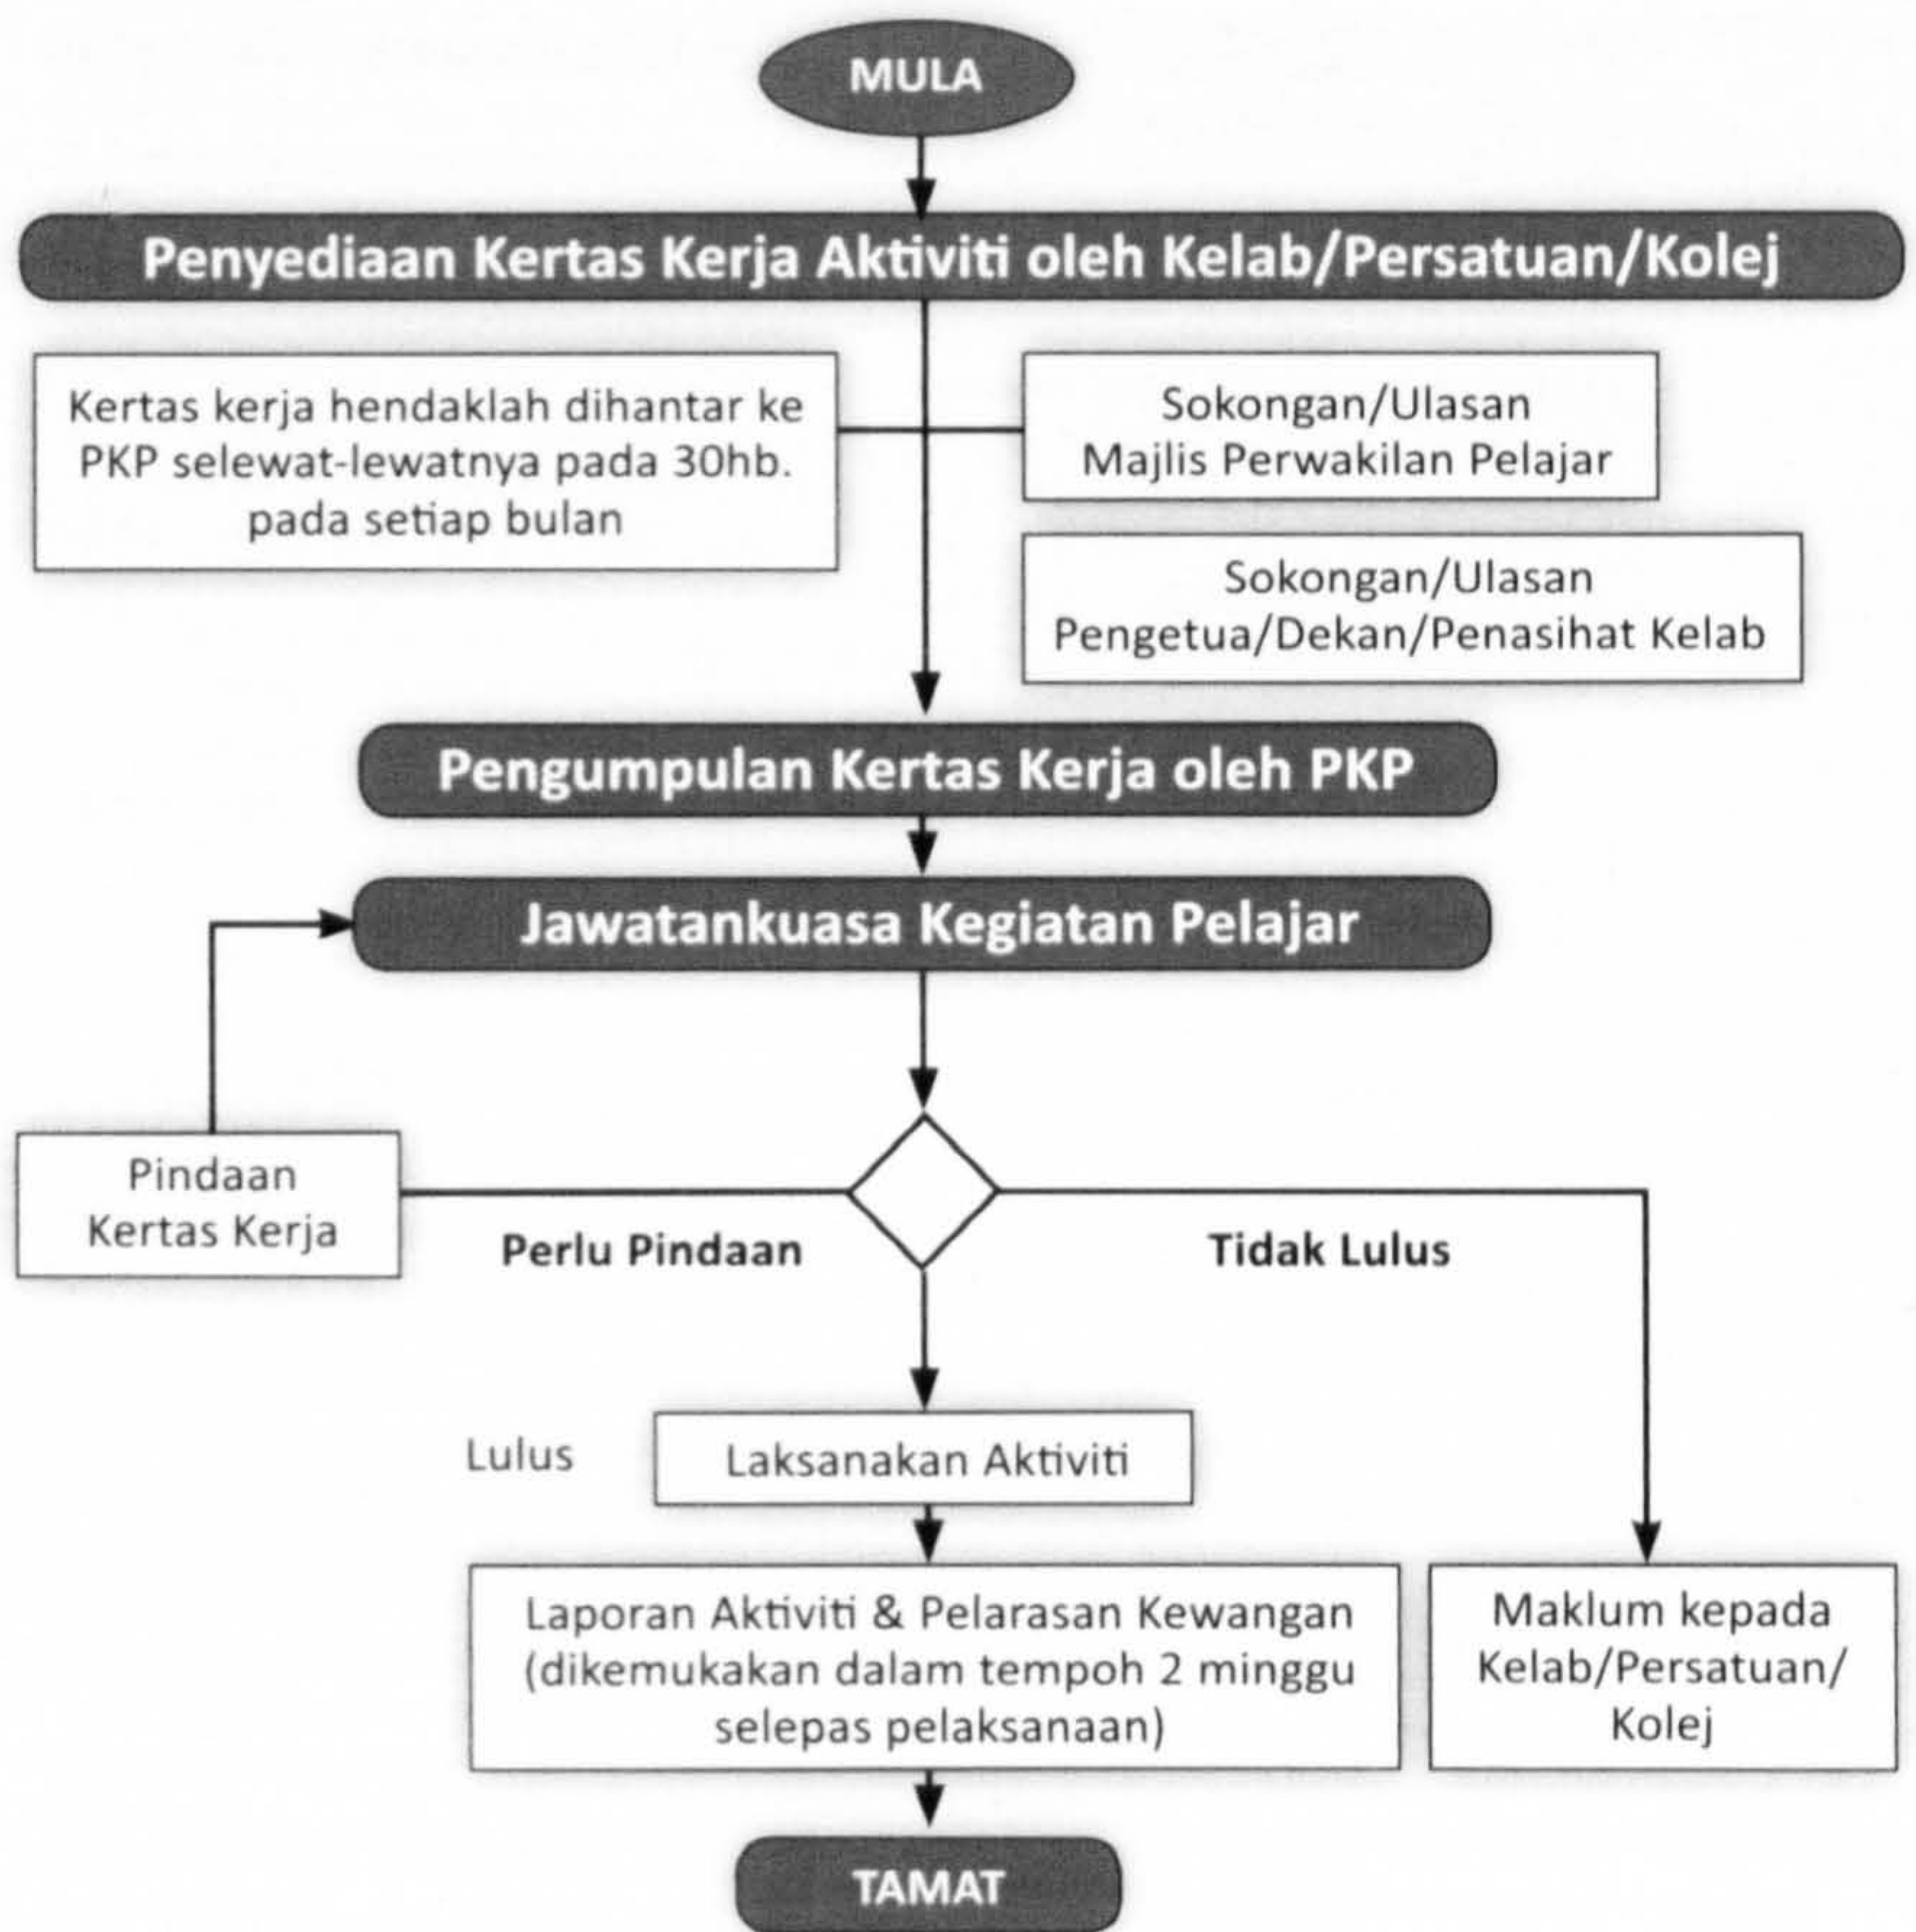 MULA
Penyediaan Kertas Kerja Aktiviti oleh Kelab/Persatuan/Kolej
Kertas kerja hendaklah dihantar ke
PKP selewat-lewatnya pada 30hb.
pada setiap bulan
Sokongan/Ulasan
Majlis Perwakilan Pelajar
Sokongan/Ulasan
Pengetua/Dekan/Penasihat Kelab
Pengumpulan Kertas Kerja oleh PKP
Jawatankuasa Kegiatan Pelajar
Pindaan
Kertas Kerja
Perlu Pindaan
Tidak Lulus
Lulus
Laksanakan Aktiviti
Laporan Aktiviti & Pelarasan Kewangan
(dikemukakan dalam tempoh 2 minggu
selepas pelaksanaan)
Maklum kepada
Kelab/Persatuan/
Kolej
TAMAT